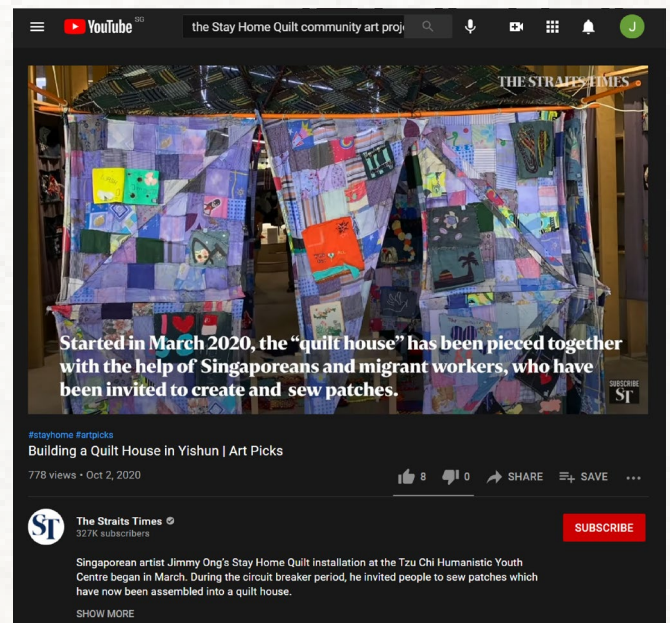 YouTube SG
the Stay Home Quilt community art proj
J
THE STRAITS TIMES
Started in March 2020, the “quilt house” has been pieced together
with the help of Singaporeans and migrant workers, who have
been invited to create and sew patches.
SUBSCRIBE
ST
#stayhome #artpicks
Building a Quilt House in Yishun | Art Picks
778 views • Oct 2, 2020
8
0
SHARE
SAVE
ST
The Straits Times
327K subscribers
SUBSCRIBE
Singaporean artist Jimmy Ong's Stay Home Quilt installation at the Tzu Chi Humanistic Youth
Centre began in March. During the circuit breaker period, he invited people to sew patches which
have now been assembled into a quilt house.
SHOW MORE